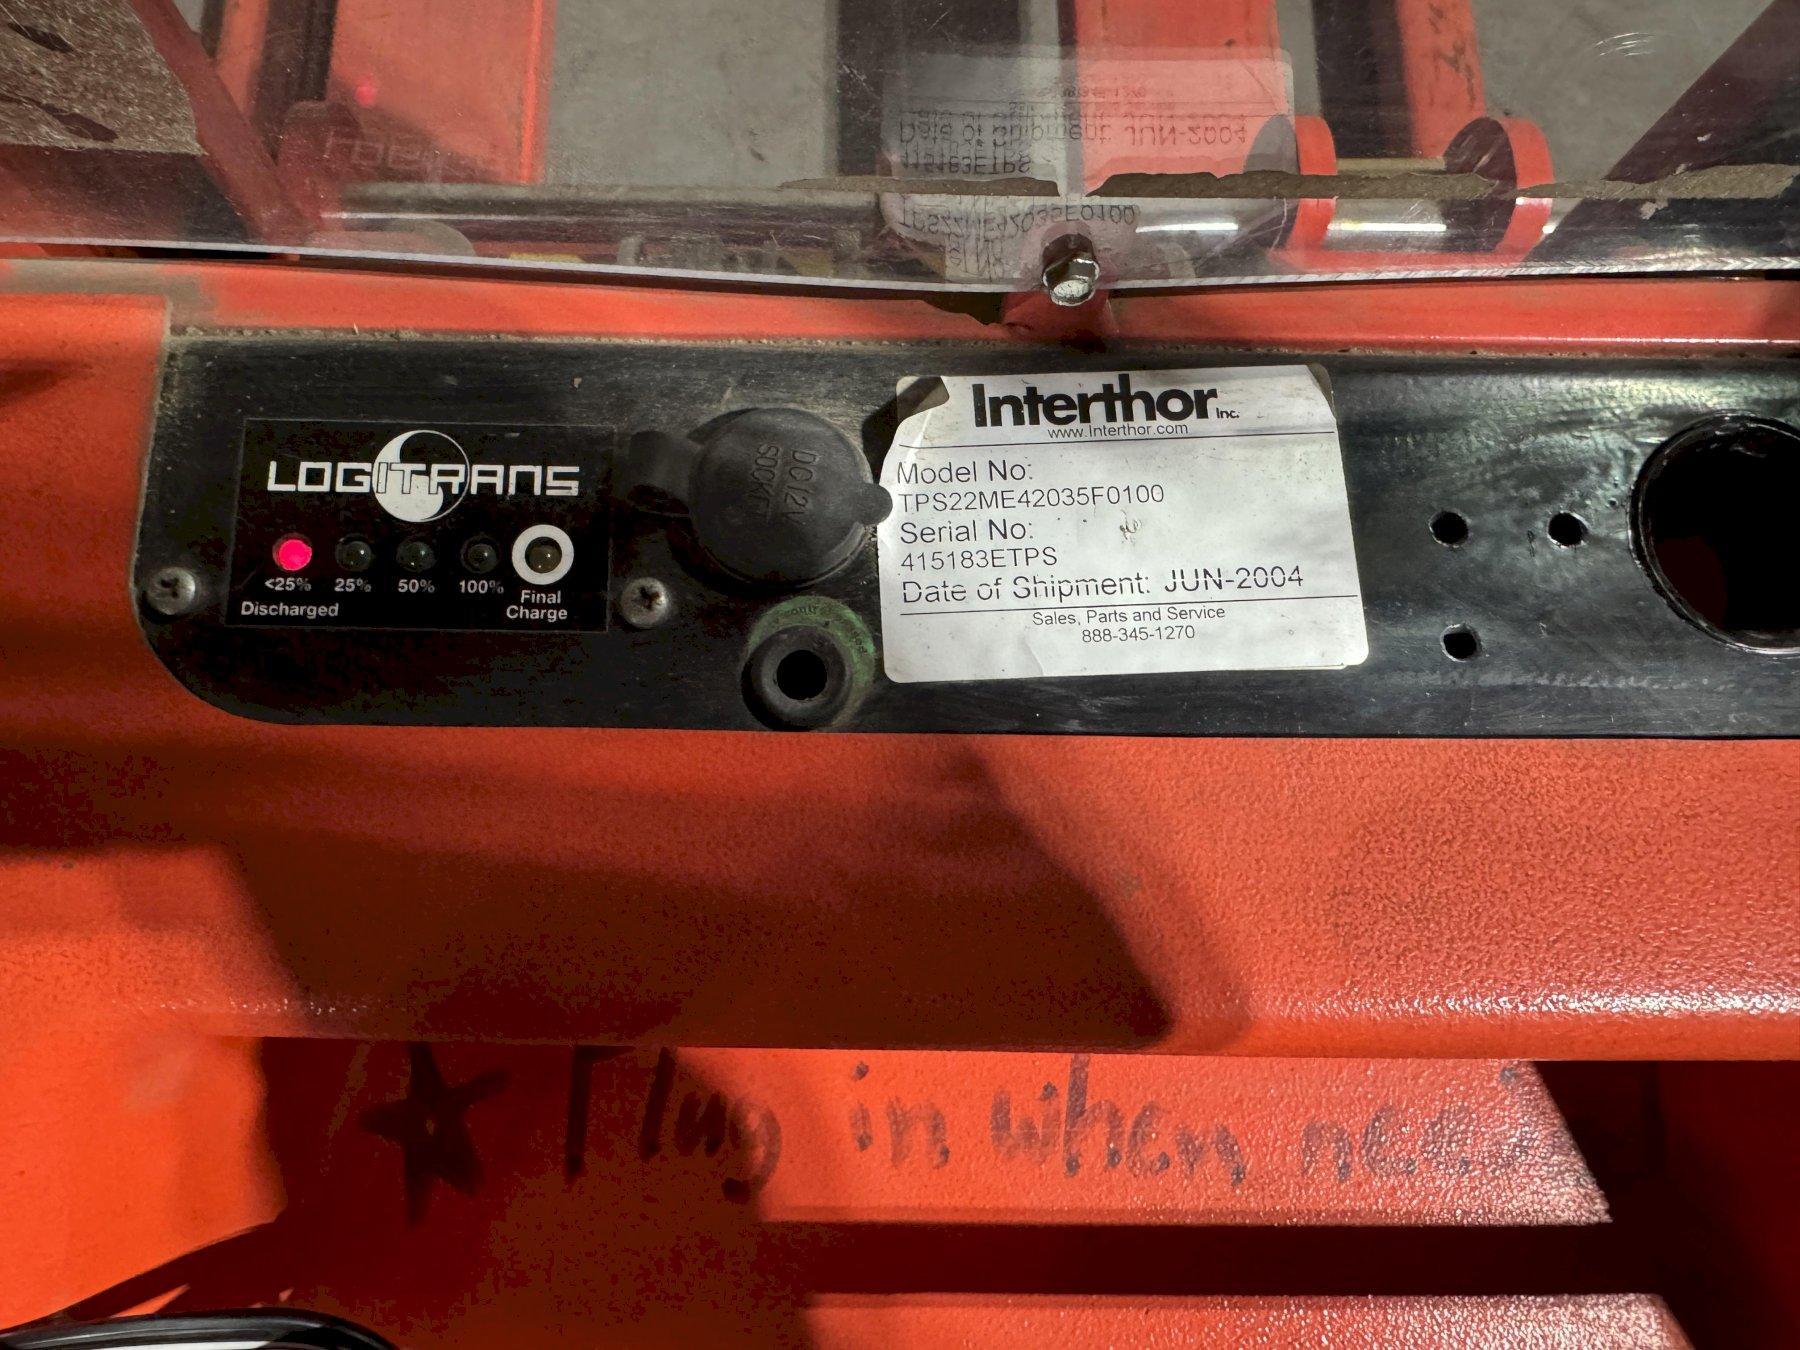 LOGITRANS
<25% 25% 50% 100%
Discharged
Final
Charge
DC12V
SOCKET
Interthor Inc.
www.Interthor.com
Model No:
TPS22ME42035F0100
Serial No:
415183ETPS
Date of Shipment: JUN-2004
Sales, Parts and Service
888-345-1270
Plug in when